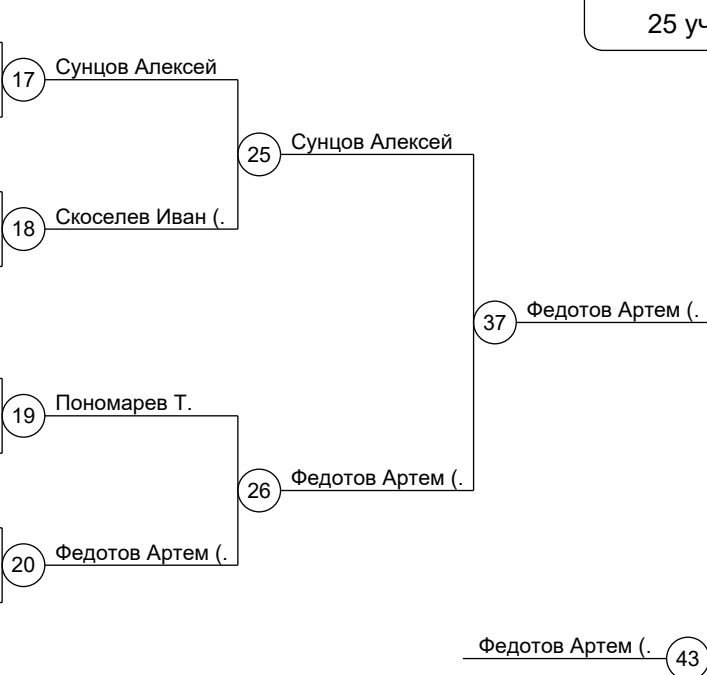 25 уч
17 Сунцов Алексей
25 Сунцов Алексей
18 Скоселев Иван (.
37 Федотов Артем (.
19 Пономарев Т.
26 Федотов Артем (.
20 Федотов Артем (.
Федотов Артем (. 43